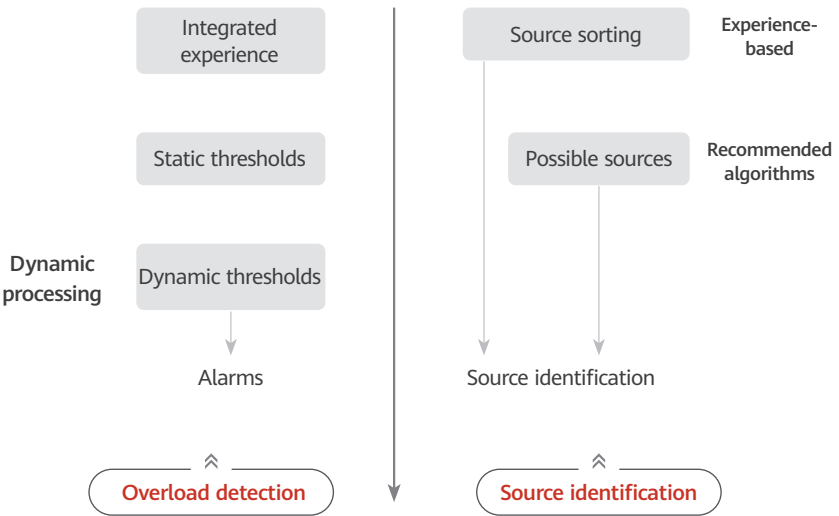 Integrated
experience
Static thresholds
Dynamic
processing
Dynamic thresholds
Alarms
Overload detection
Source sorting
Experience-
based
Possible sources
Recommended
algorithms
Source identification
Source identification